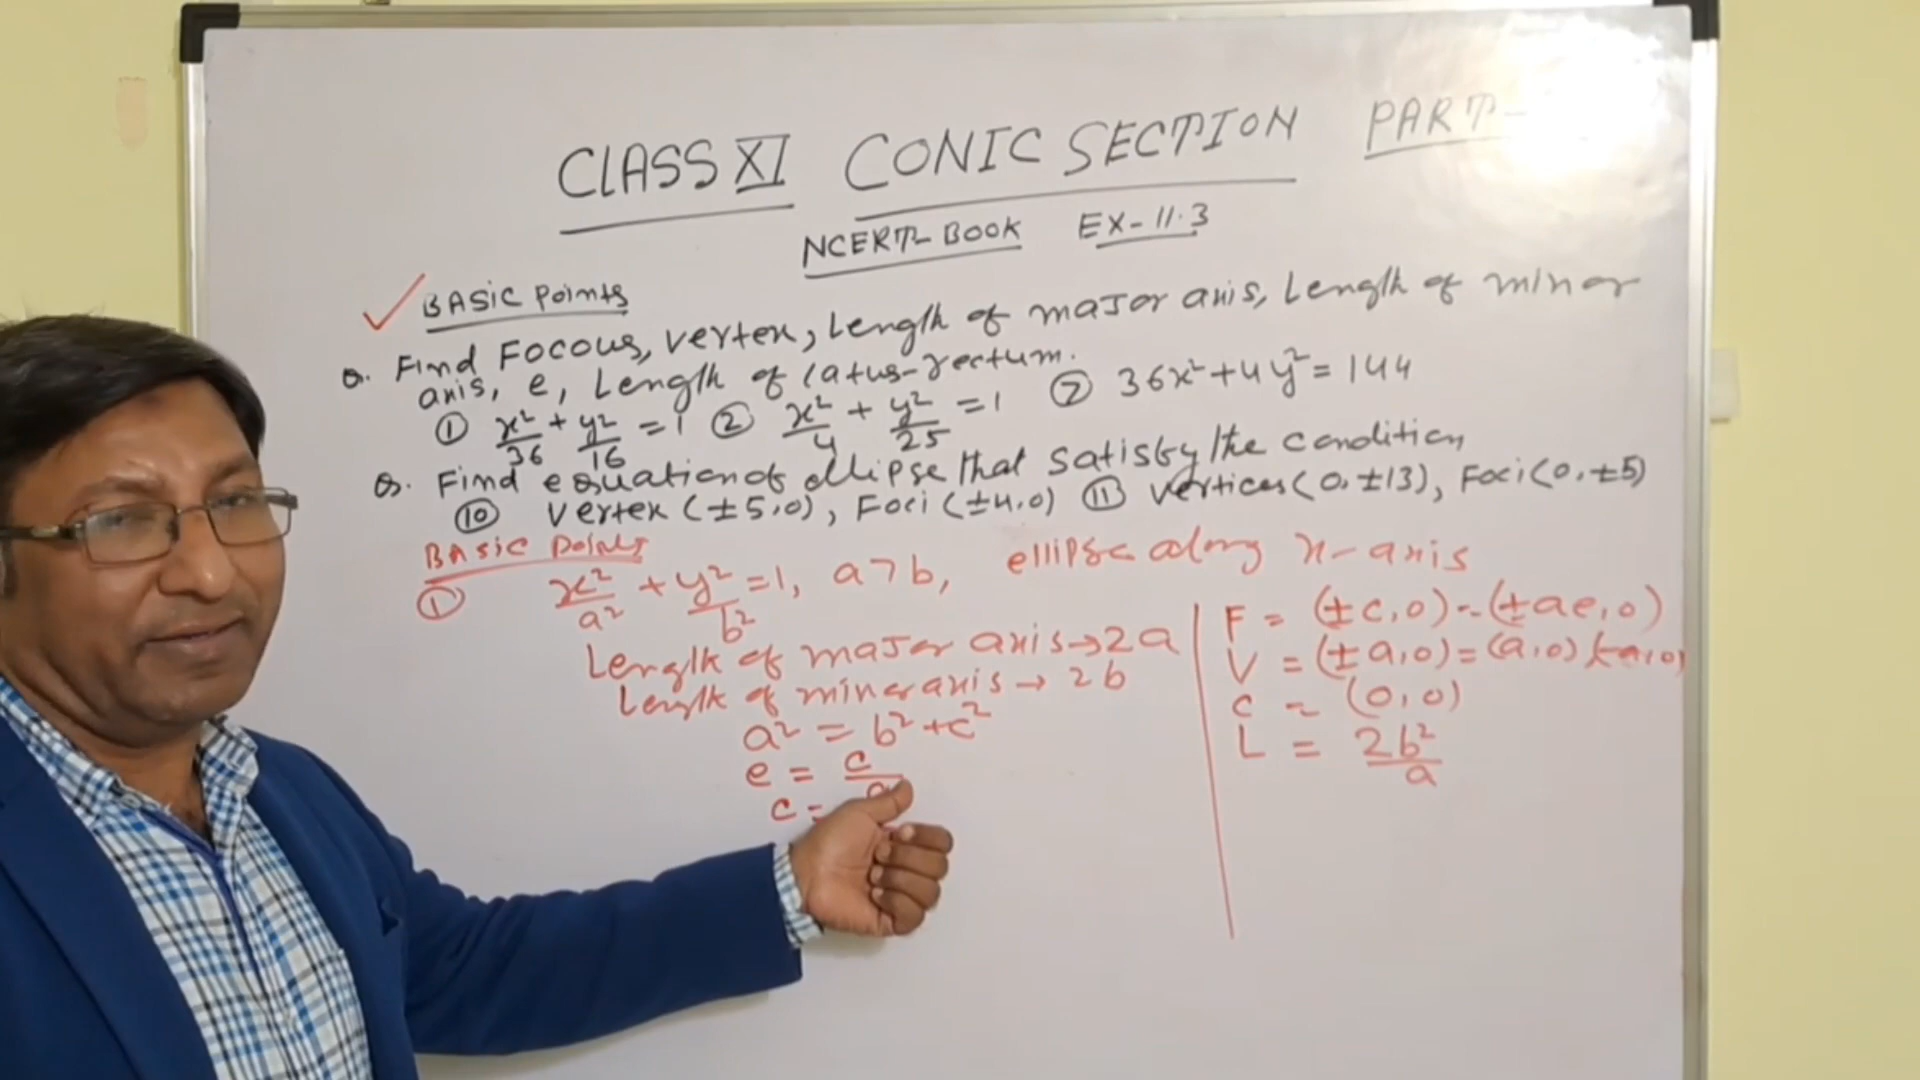 CLASS XI CONIC SECTION PART-
NCERT-BOOK EX-11.3
✓ BASIC Points
Q. Find Focous, vertex, Length of major axis, Length of minor
axis, e, Length of latus-rectum.
① x²/36 + y²/16 = 1 ② x²/4 + y²/25 = 1 ⑦ 36x² + 4y² = 144
Q. Find equation of ellipse that satisfy the condition
⑩ Vertex (±5,0), Foci (±4,0) ⑪ Vertices (0,±13), Foci (0,±5)
BASIC Points
① x²/a² + y²/b² = 1, a > b, ellipse along x-axis
Length of major axis → 2a
Length of minor axis → 2b
a² = b² + c²
e = c/a
c =
F = (±c,0) - (±ae,0)
V = (±a,0) = (a,0) (-a,0)
C = (0,0)
L = 2b²/a